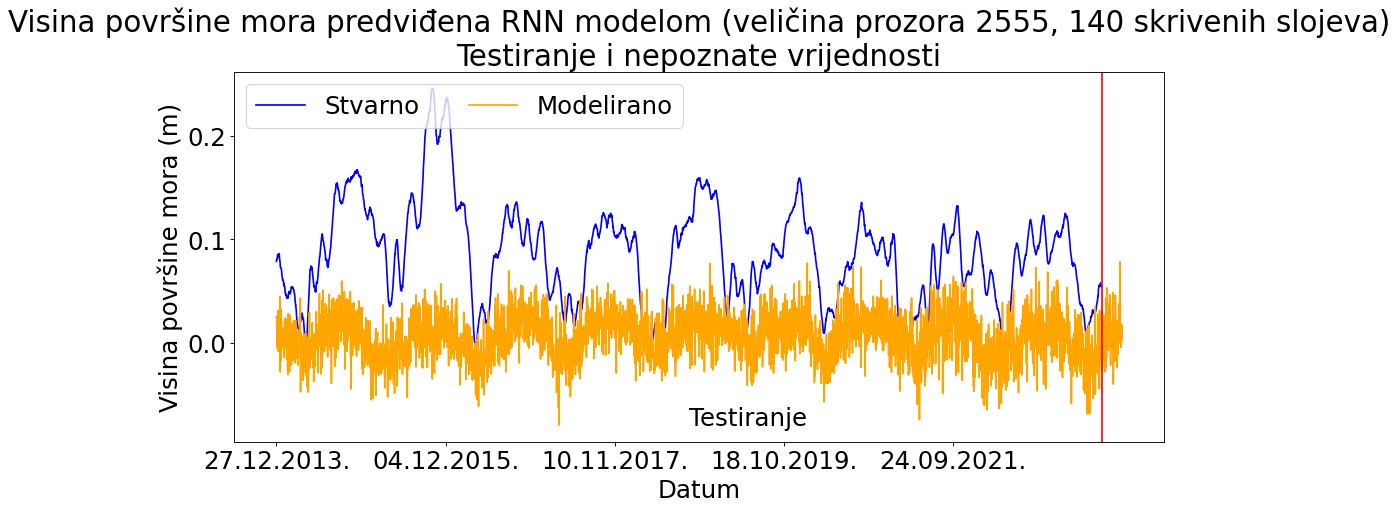 Visina površine mora predviđena RNN modelom (veličina prozora 2555, 140 skrivenih slojeva)
Testiranje i nepoznate vrijednosti
Stvarno
Modelirano
Visina površine mora (m)
0.2
0.1
0.0
Testiranje
27.12.2013.
04.12.2015.
10.11.2017.
18.10.2019.
24.09.2021.
Datum